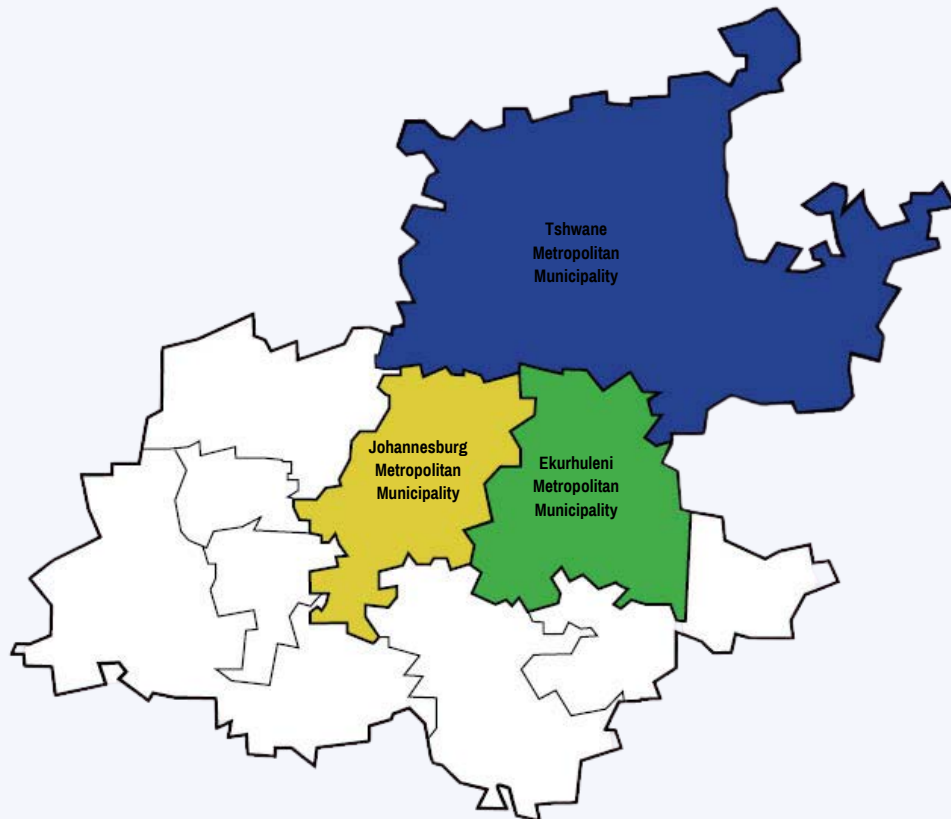 Tshwane
Metropolitan
Municipality
Johannesburg
Metropolitan
Municipality
Ekurhuleni
Metropolitan
Municipality